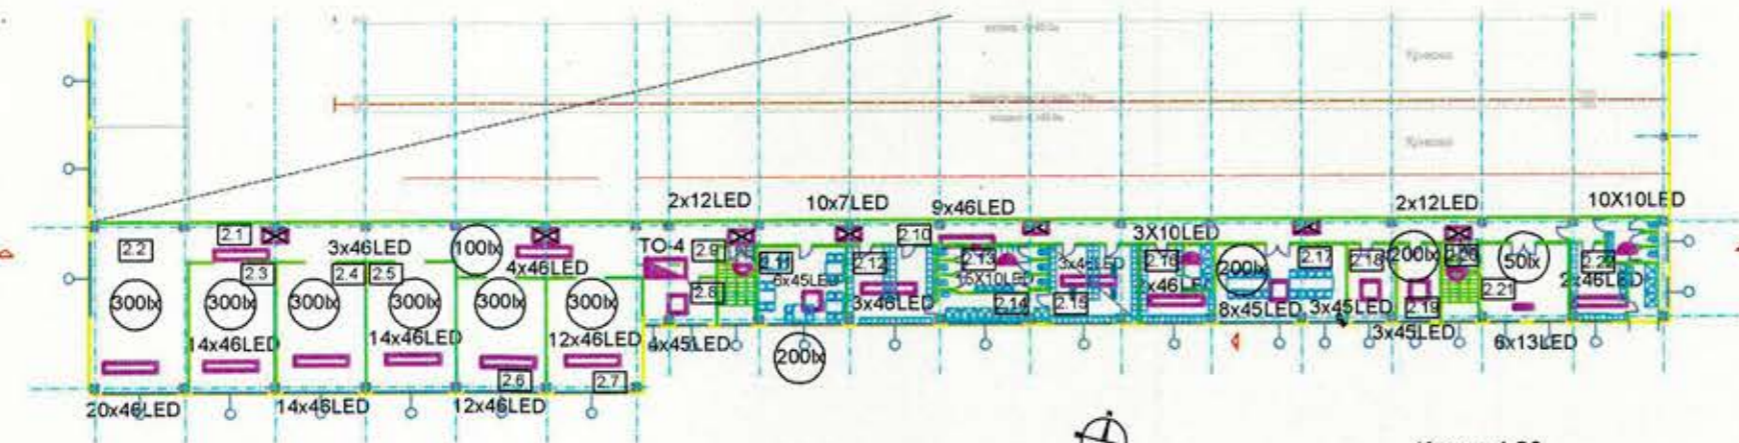 Кранова
Кранова
2x12LED
10x7LED
9x46LED
2x12LED
10X10LED
2.2
2.1
3x46LED
100lx
TO-4
2.9
2.10
3X10LED
2.3
2.4
2.5
4x46LED
2.11
2.12
2.13
2.16
200lx
2.17
2.18
200lx
2.20
50lx
300lx
300lx
300lx
300lx
300lx
300lx
2.8
3x46LED
2.14
2.15
8x45LED
3x45LED
2.19
2.21
2x46LED
14x46LED
14x46LED
12x46LED
4x45LED
200lx
3x45LED
6x13LED
2.6
2.7
20x46LED
14x46LED
12x46LED